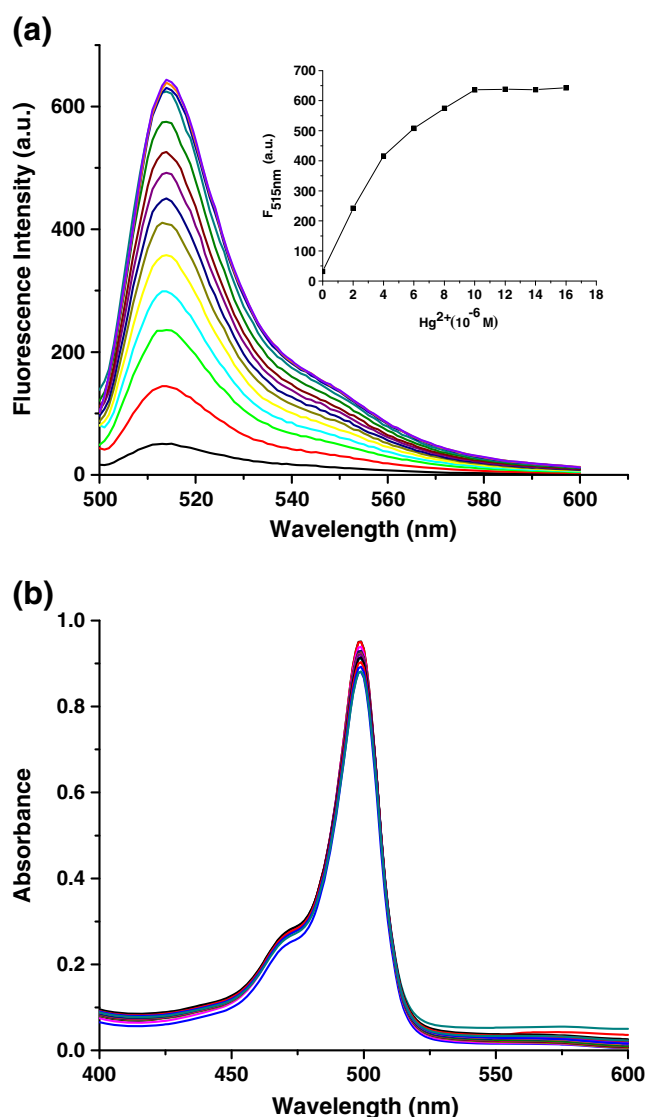 (a)
Fluorescence Intensity (a.u.)
600
400
200
0
500 520 540 560 580 600
Wavelength (nm)
F515nm (a.u.)
700
600
500
400
300
200
100
0
0 2 4 6 8 10 12 14 16 18
Hg2+(10-6 M)
(b)
Absorbance
1.0
0.8
0.6
0.4
0.2
0.0
400 450 500 550 600
Wavelength (nm)